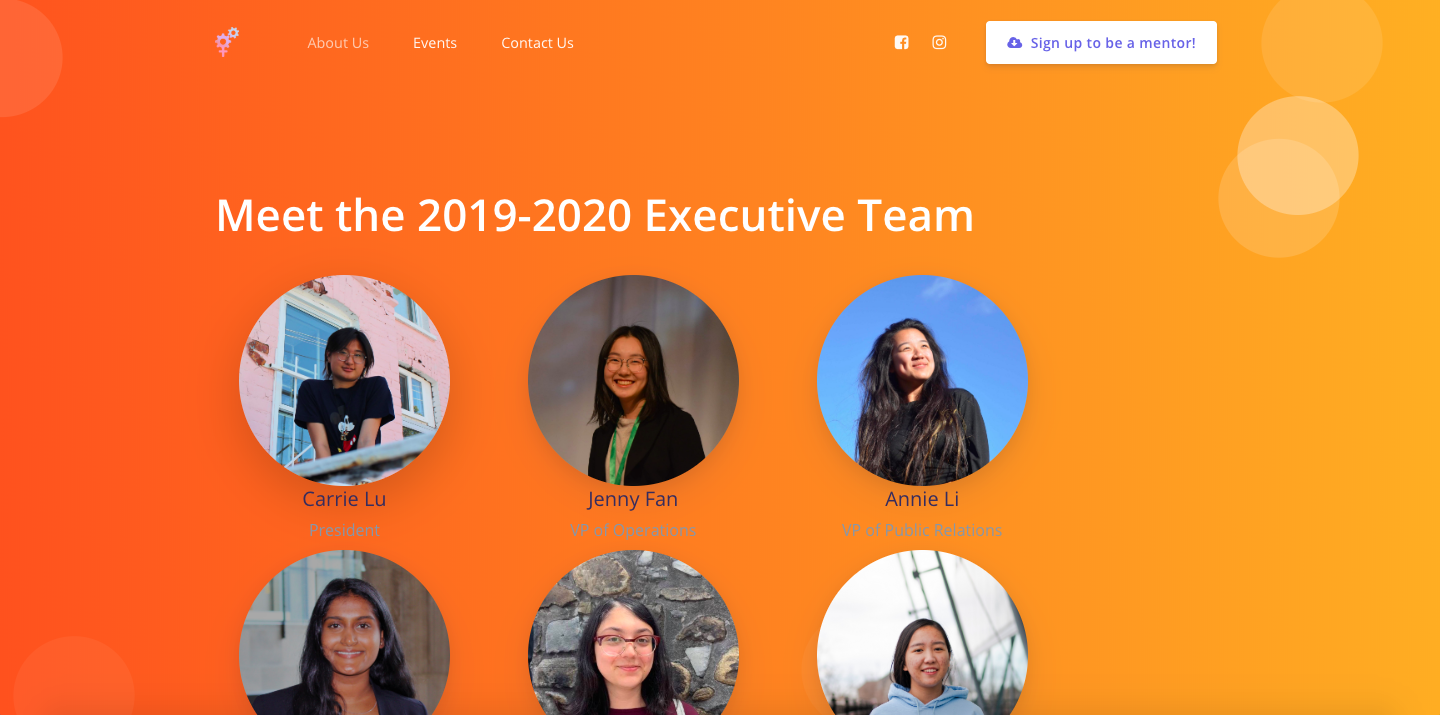 About Us Events Contact Us Sign up to be a mentor!
Meet the 2019-2020 Executive Team
Carrie Lu Jenny Fan Annie Li
President VP of Operations VP of Public Relations